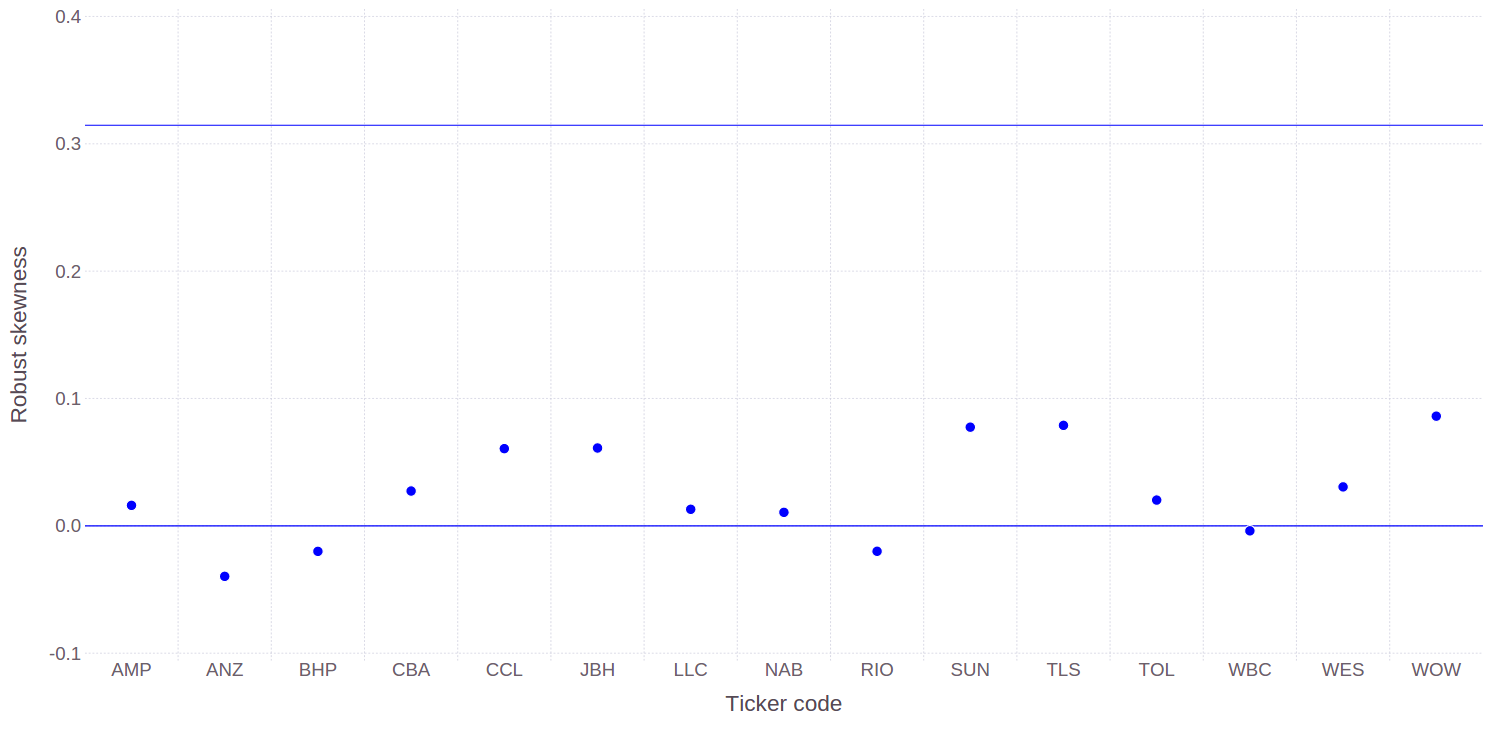 Robust skewness
0.4
0.3
0.2
0.1
0.0
-0.1
AMP ANZ BHP CBA CCL JBH LLC NAB RIO SUN TLS TOL WBC WES WOW
Ticker code